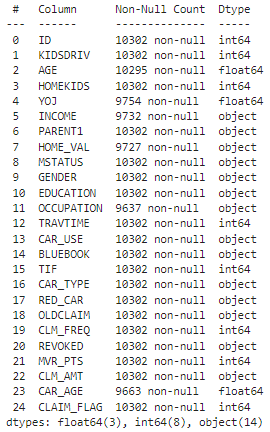 #   Column      Non-Null Count  Dtype
---  ------      --------------  -----
0   ID          10302 non-null  int64
1   KIDSDRIV    10302 non-null  int64
2   AGE         10295 non-null  float64
3   HOMEKIDS    10302 non-null  int64
4   YOJ         9754 non-null   float64
5   INCOME      9732 non-null   object
6   PARENT1     10302 non-null  object
7   HOME_VAL    9727 non-null   object
8   MSTATUS     10302 non-null  object
9   GENDER      10302 non-null  object
10  EDUCATION   10302 non-null  object
11  OCCUPATION  9637 non-null   object
12  TRAVTIME    10302 non-null  int64
13  CAR_USE     10302 non-null  object
14  BLUEBOOK    10302 non-null  object
15  TIF         10302 non-null  int64
16  CAR_TYPE    10302 non-null  object
17  RED_CAR     10302 non-null  object
18  OLDCLAIM    10302 non-null  object
19  CLM_FREQ    10302 non-null  int64
20  REVOKED     10302 non-null  object
21  MVR_PTS     10302 non-null  int64
22  CLM_AMT     10302 non-null  object
23  CAR_AGE     9663 non-null   float64
24  CLAIM_FLAG  10302 non-null  int64
dtypes: float64(3), int64(8), object(14)